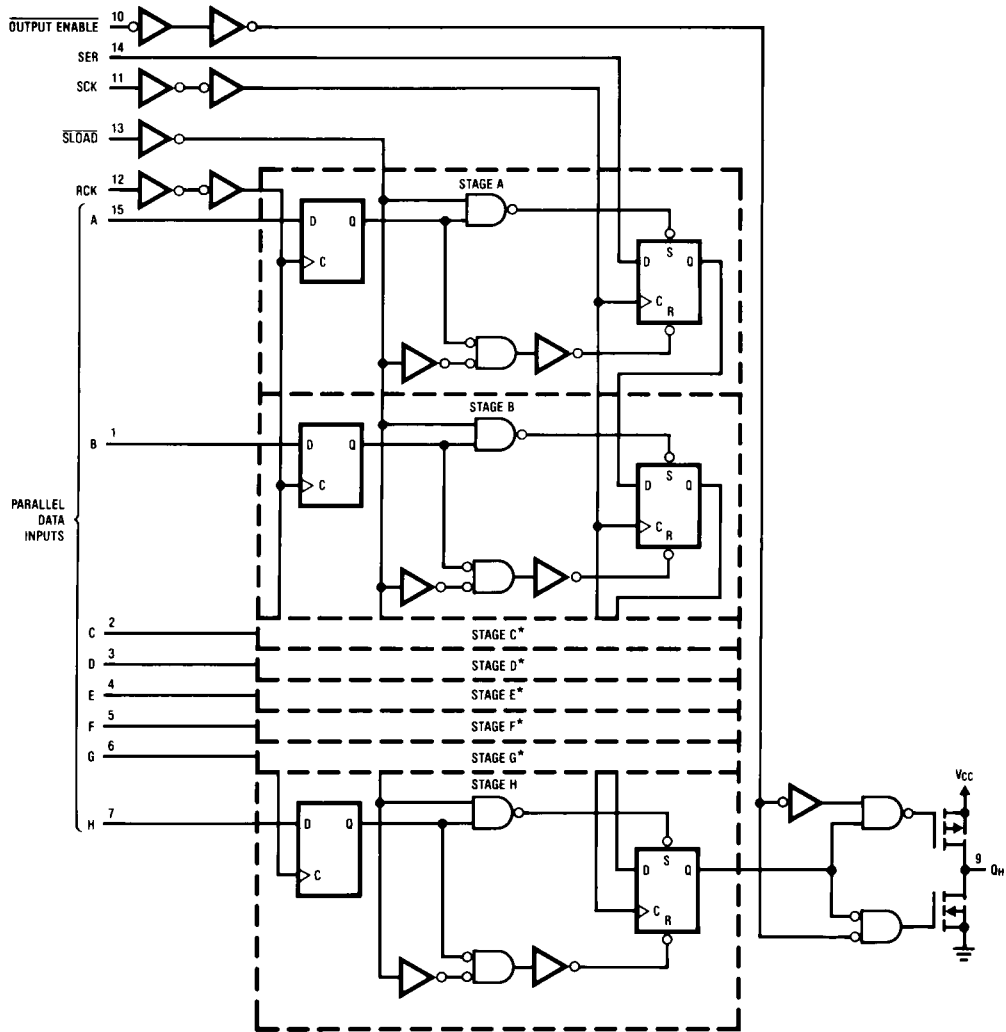 OUTPUT ENABLE 10
SER 14
SCK 11
SLOAD 13
RCK 12
A 15
STAGE A
D Q
C
S
D Q
C
R
STAGE B
B 1
D Q
C
S
D Q
C
R
PARALLEL
DATA
INPUTS
C 2
STAGE C*
D 3
STAGE D*
E 4
STAGE E*
F 5
STAGE F*
G 6
STAGE G*
STAGE H
H 7
D Q
C
S
D Q
C
R
VCC
9
QH